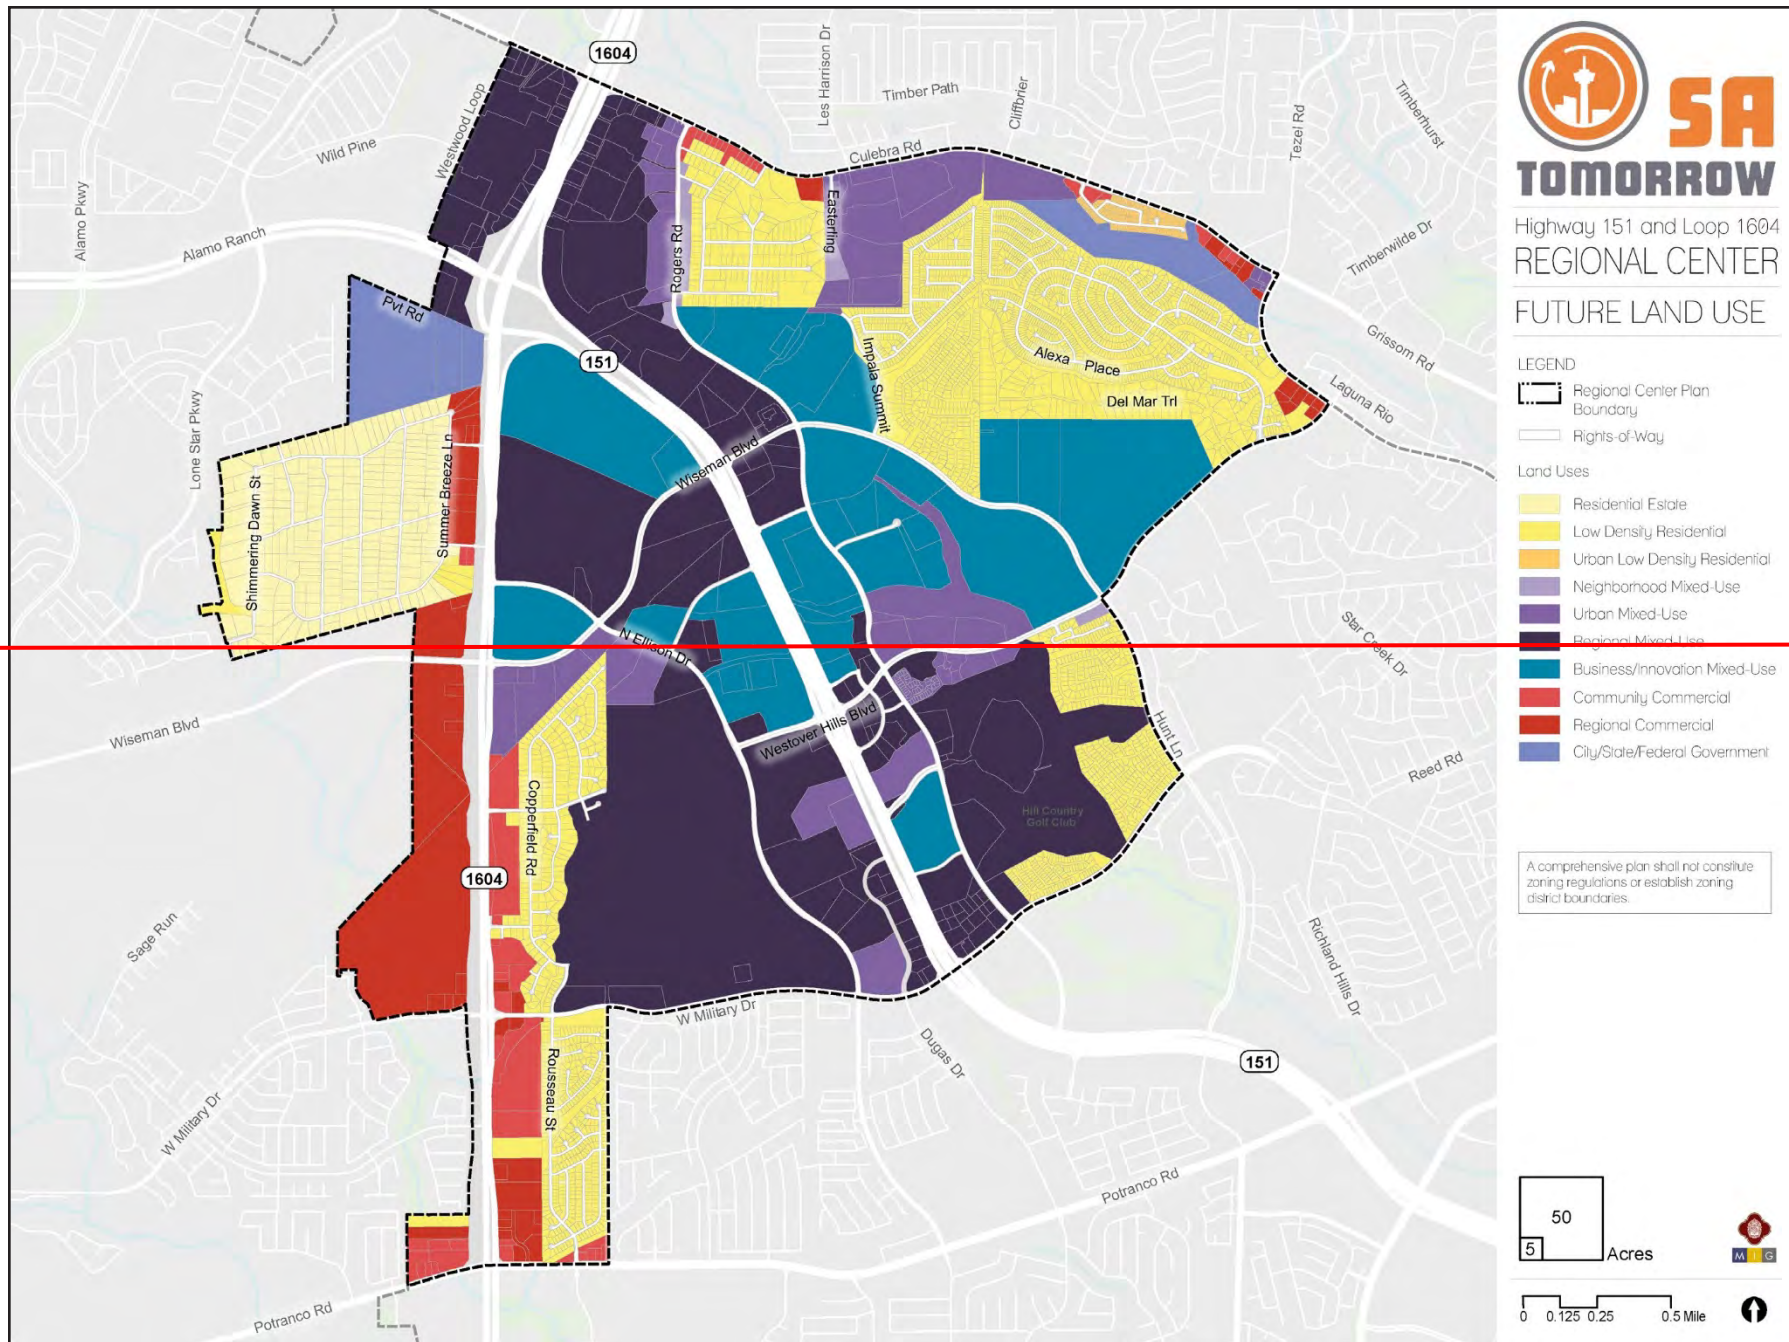 SA
TOMORROW
Highway 151 and Loop 1604
REGIONAL CENTER
FUTURE LAND USE
LEGEND
Regional Center Plan
Boundary
Rights-of-Way
Land Uses
Residential Estate
Low Density Residential
Urban Low Density Residential
Neighborhood Mixed-Use
Urban Mixed-Use
Regional Mixed-Use
Business/Innovation Mixed-Use
Community Commercial
Regional Commercial
City/State/Federal Government
A comprehensive plan shall not constitute
zoning regulations or establish zoning
district boundaries.
50
5
Acres
MIG
0 0.125 0.25 0.5 Mile
1604
Westwood Loop
Wild Pine
Alamo Pkwy
Alamo Ranch
Les Harrison Dr
Timber Path
Cliffbrier
Culebra Rd
Tezel Rd
Timberhurst
Timberwilde Dr
Grissom Rd
Laguna Rio
Easterling
Rogers Rd
Pvt Rd
151
Impala Summit
Alexa Place
Del Mar Trl
Lone Star Pkwy
Shimmering Dawn St
Summer Breeze Ln
Wiseman Blvd
N Ellison Dr
Star Creek Dr
Wiseman Blvd
Westover Hills Blvd
Hunt Ln
Reed Rd
Copperfield Rd
Hill Country
Golf Club
1604
Sage Run
Richland Hills Dr
W Military Dr
Dugas Dr
151
Rousseau St
W Military Dr
Potranco Rd
Potranco Rd